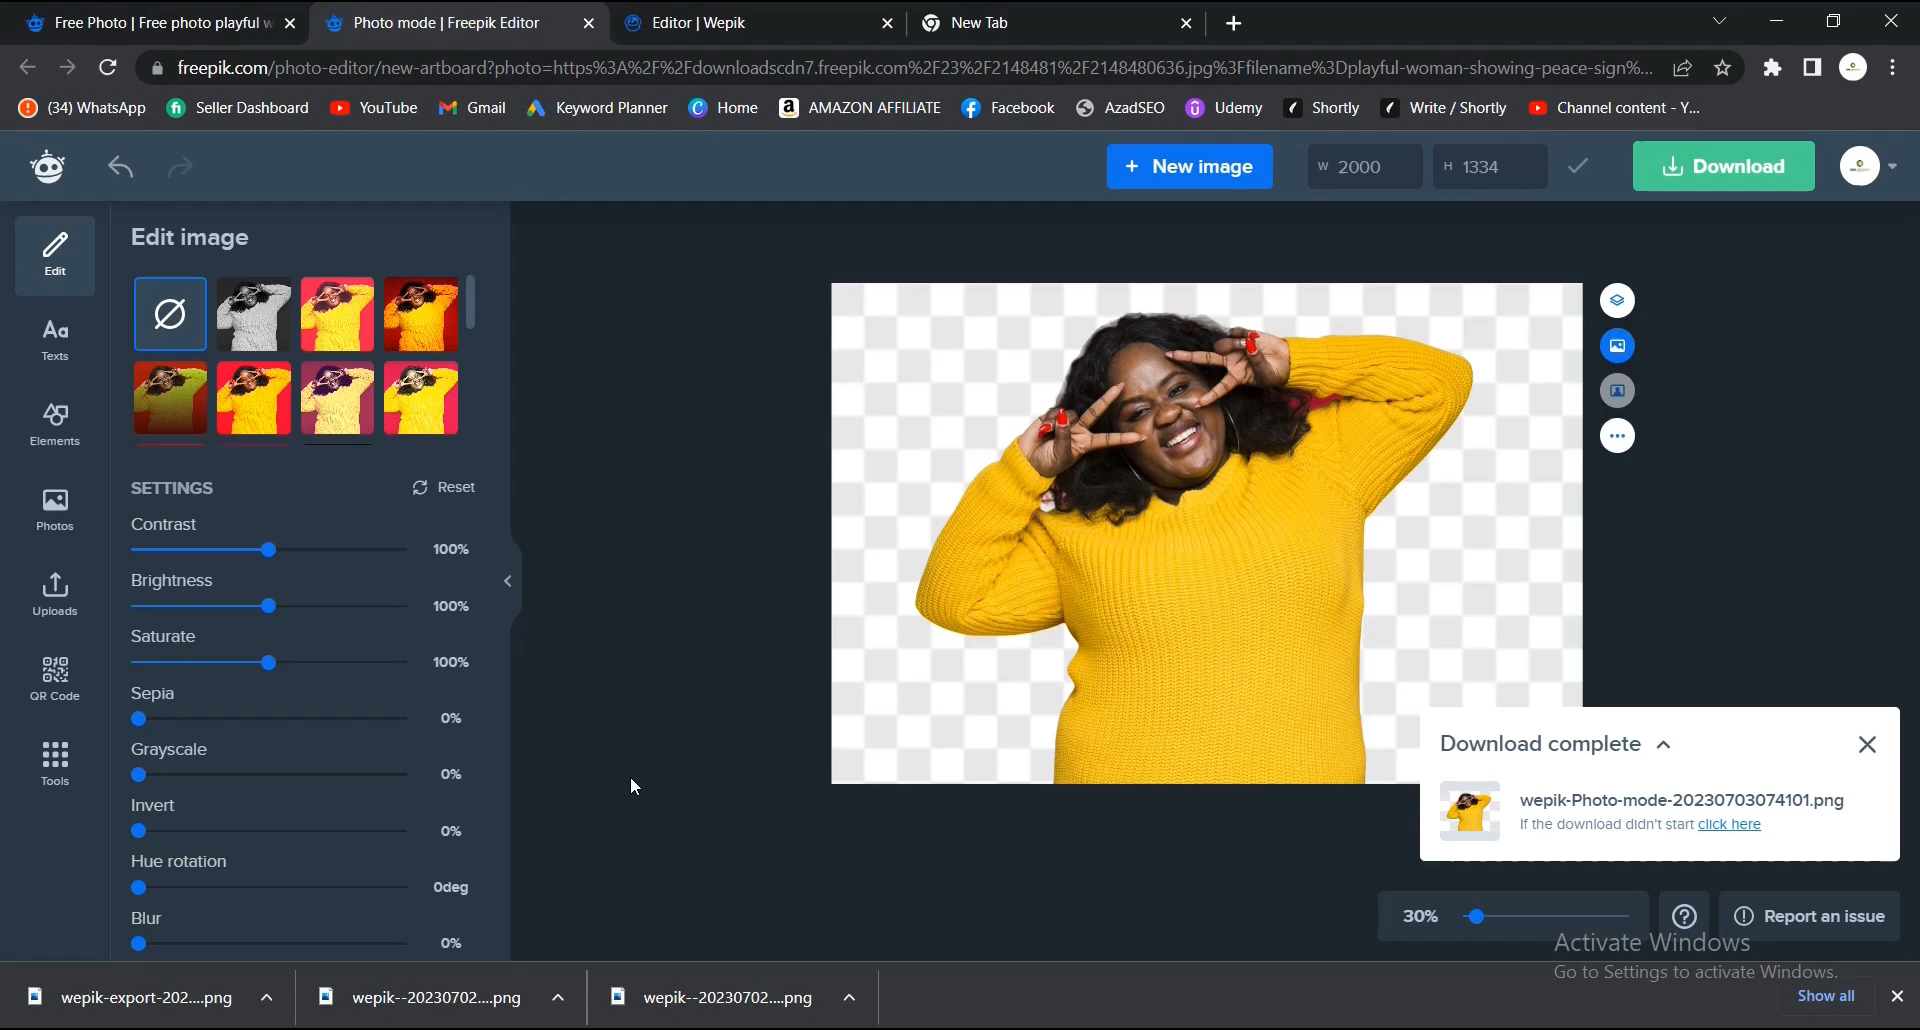 Free Photo | Free photo playful w
Photo mode | Freepik Editor
Editor | Wepik
New Tab
freepik.com/photo-editor/new-artboard?photo=https%3A%2F%2Fdownloadscdn7.freepik.com%2F23%2F2148481%2F2148480636.jpg%3Ffilename%3Dplayful-woman-showing-peace-sign%...
(34) WhatsApp
Seller Dashboard
YouTube
Gmail
Keyword Planner
Home
AMAZON AFFILIATE
Facebook
AzadSEO
Udemy
Shortly
Write / Shortly
Channel content - Y...
+ New image
W 2000
H 1334
Download
Edit
Texts
Elements
Photos
Uploads
QR Code
Tools
Edit image
SETTINGS
Reset
Contrast
100%
Brightness
100%
Saturate
100%
Sepia
0%
Grayscale
0%
Invert
0%
Hue rotation
0deg
Blur
0%
Download complete
wepik-Photo-mode-20230703074101.png
If the download didn't start click here
30%
Report an issue
Activate Windows
Go to Settings to activate Windows.
wepik-export-202....png
wepik--20230702....png
wepik--20230702....png
Show all